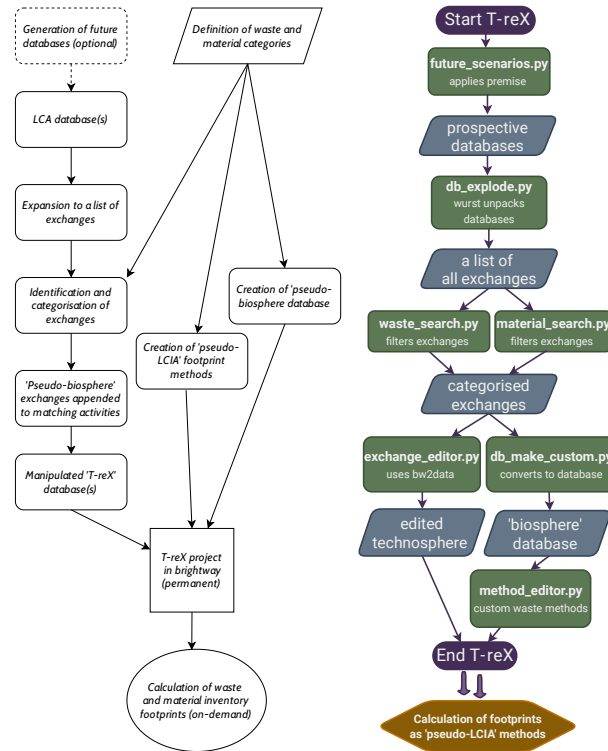 Generation of future
databases (optional)
Definition of waste and
material categories
LCA database(s)
Expansion to a list of
exchanges
Identification and
categorisation of
exchanges
Creation of 'pseudo-
biosphere database
Creation of 'pseudo-
LCIA' footprint
methods
'Pseudo-biosphere'
exchanges appended
to matching activities
Manipulated 'T-reX'
database(s)
T-reX project
in brightway
(permanent)
Calculation of waste
and material inventory
footprints (on-demand)
Start T-reX
future_scenarios.py
applies premise
prospective
databases
db_explode.py
wurst unpacks
databases
a list of
all exchanges
waste_search.py
filters exchanges
material_search.py
filters exchanges
categorised
exchanges
exchange_editor.py
uses bw2data
db_make_custom.py
converts to database
edited
technosphere
'biosphere'
database
method_editor.py
custom waste methods
End T-reX
Calculation of footprints
as 'pseudo-LCIA' methods